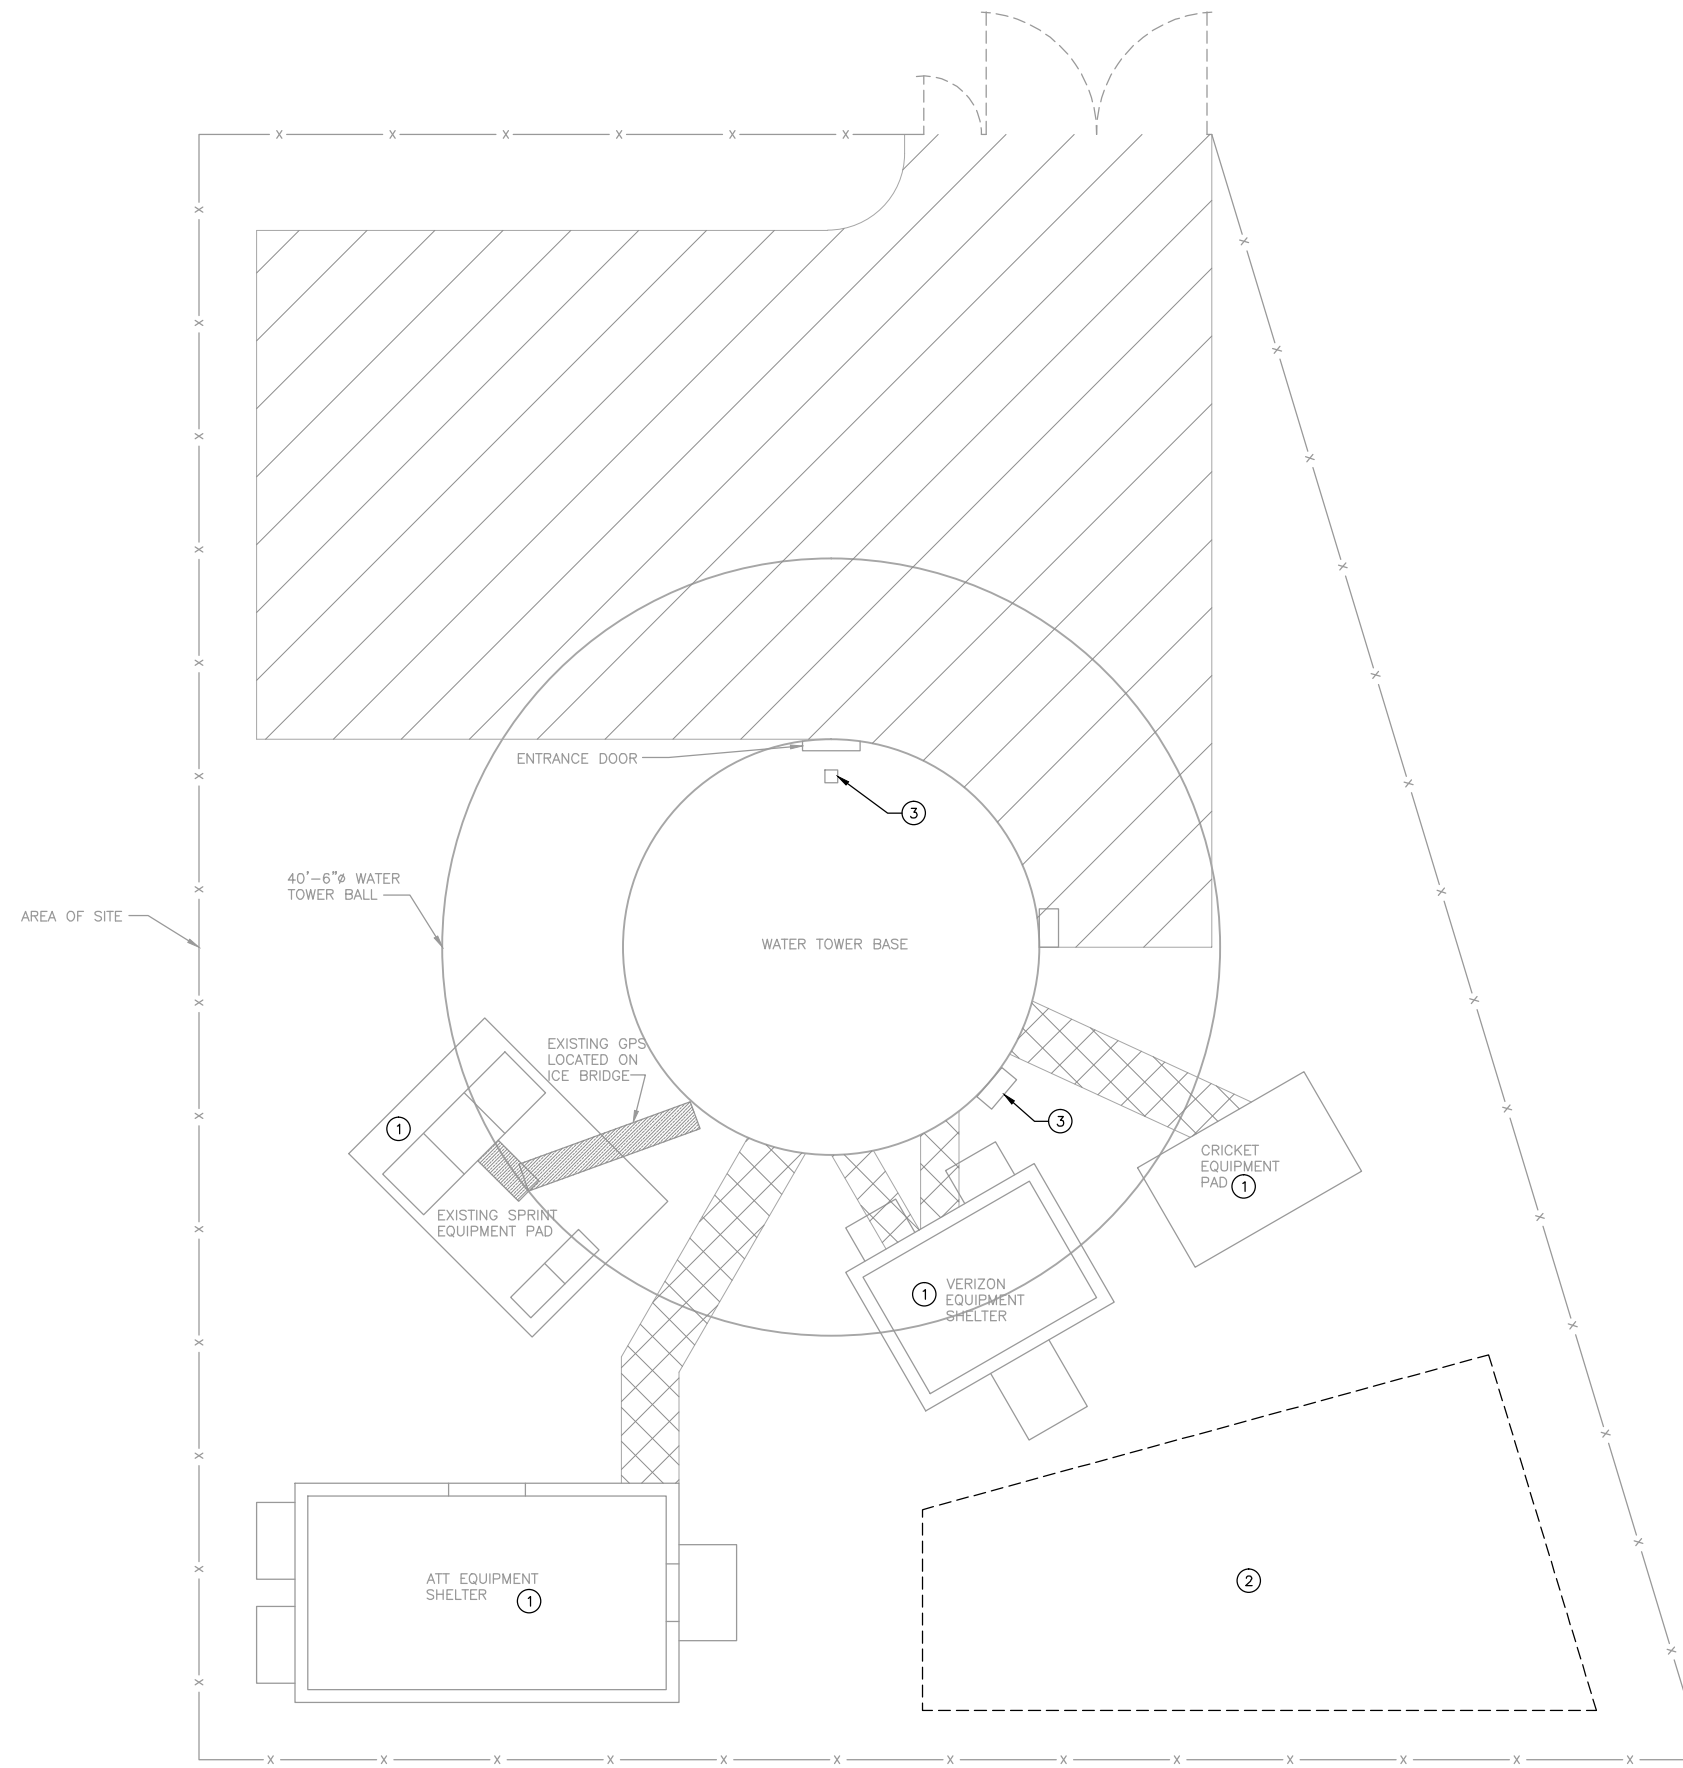 ENTRANCE DOOR
3
40'-6"ø WATER
TOWER BALL
AREA OF SITE
WATER TOWER BASE
EXISTING GPS
LOCATED ON
ICE BRIDGE
1
3
CRICKET
EQUIPMENT
PAD
1
EXISTING SPRINT
EQUIPMENT PAD
1
VERIZON
EQUIPMENT
SHELTER
ATT EQUIPMENT
SHELTER
1
2